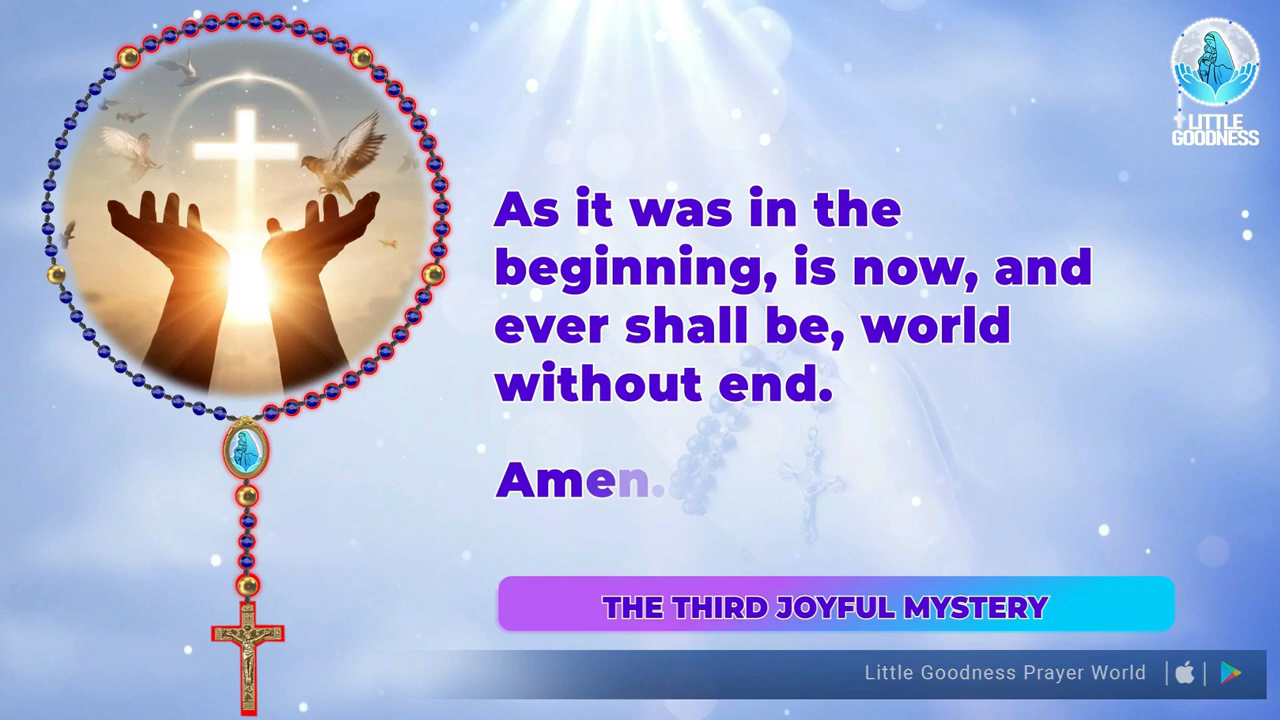 LITTLE
GOODNESS
As it was in the
beginning, is now, and
ever shall be, world
without end.
Amen.
THE THIRD JOYFUL MYSTERY
Little Goodness Prayer World